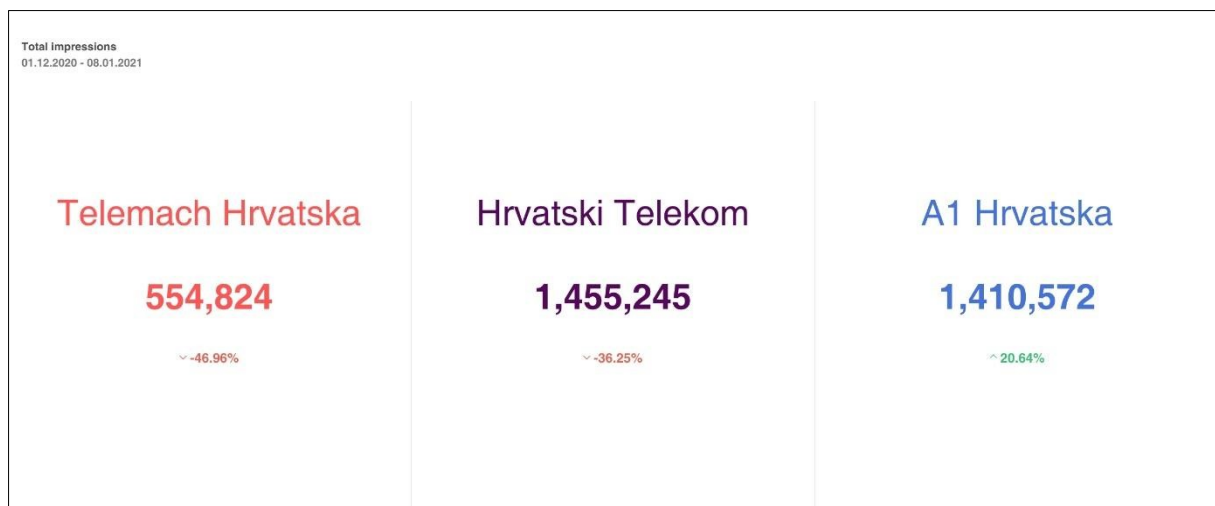 Total impressions
01.12.2020 - 08.01.2021
Telemach Hrvatska
554,824
-46.96%
Hrvatski Telekom
1,455,245
-36.25%
A1 Hrvatska
1,410,572
20.64%